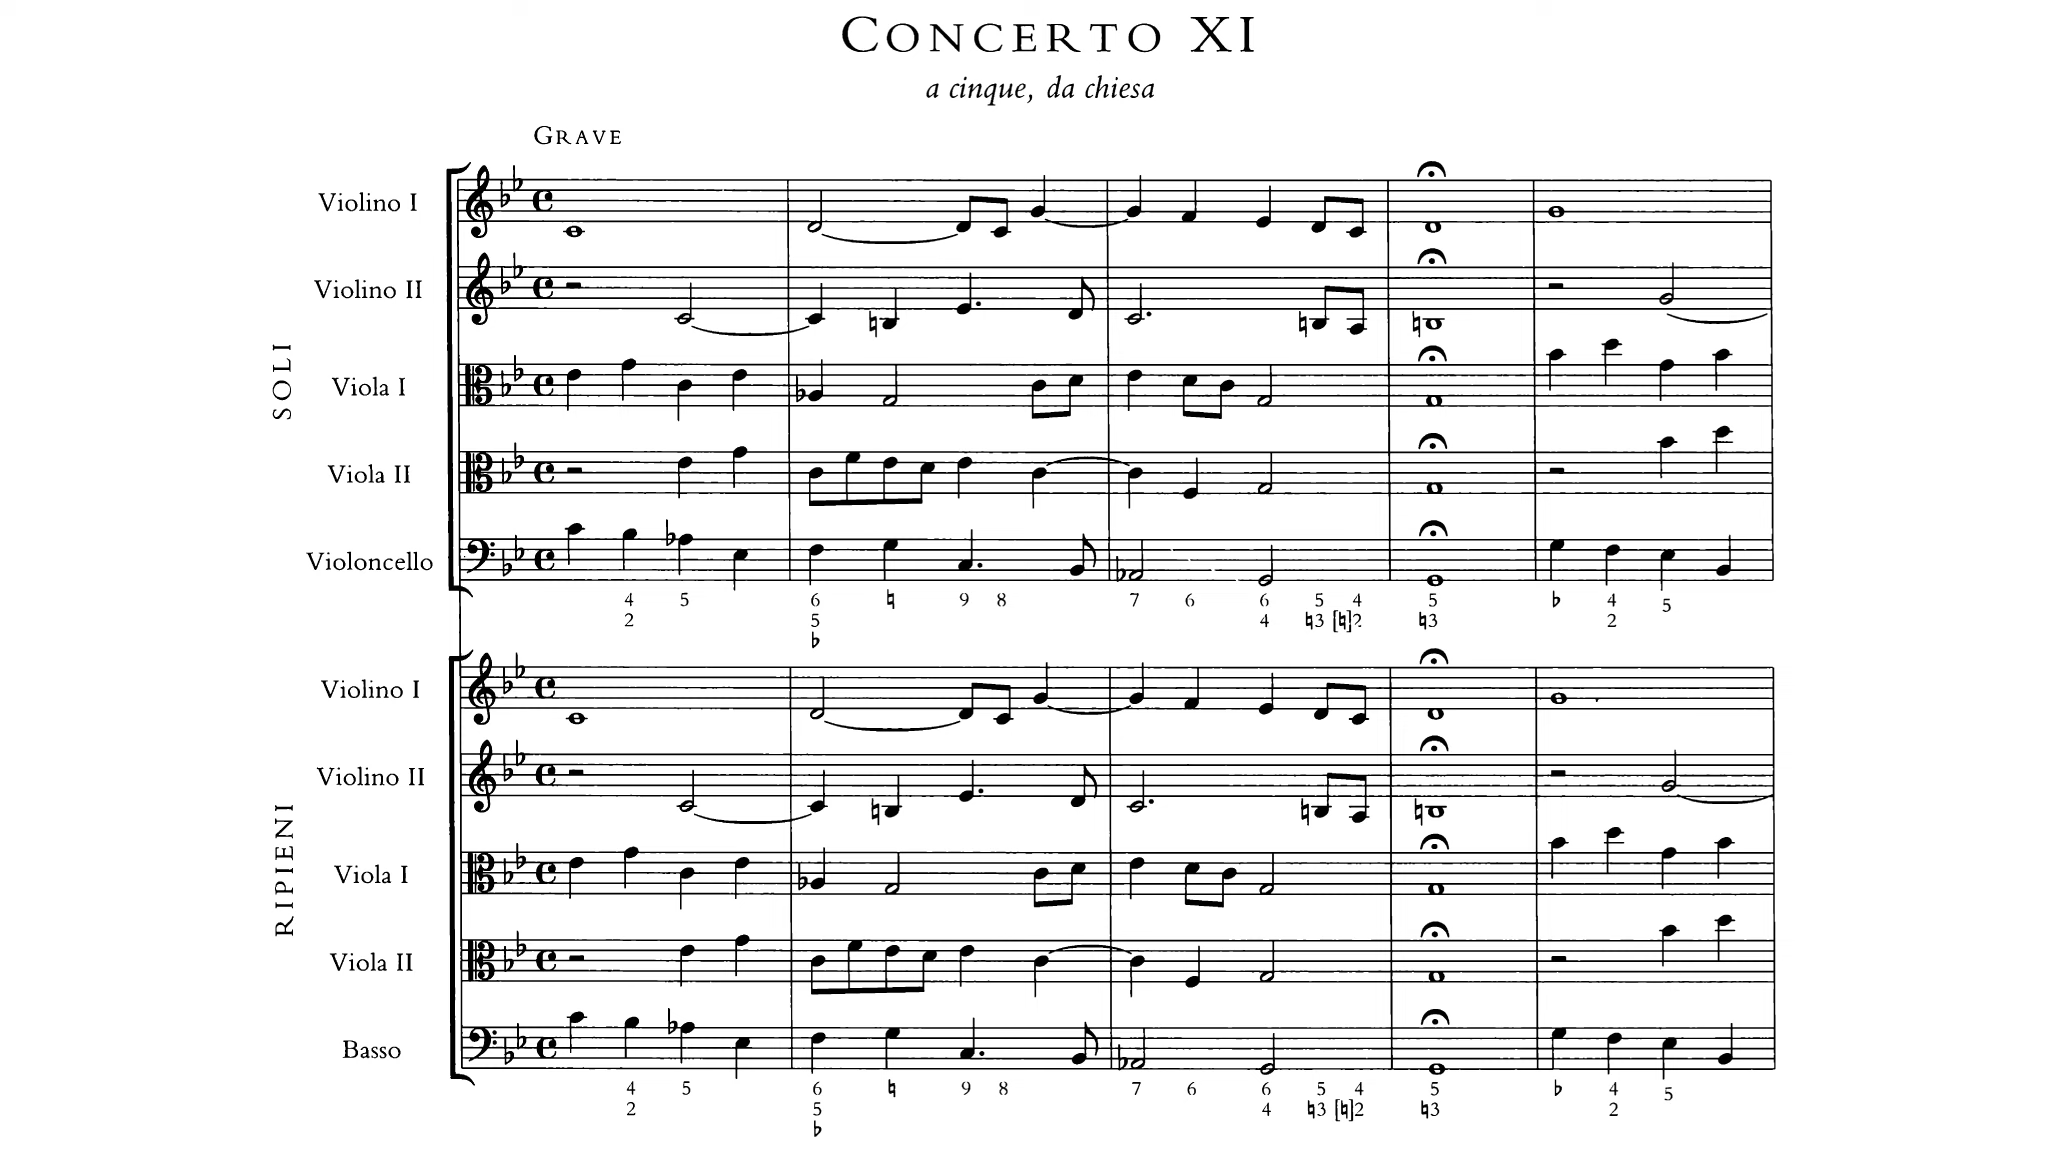 CONCERTO XI
a cinque, da chiesa
GRAVE
SOLI
Violino I
Violino II
Viola I
Viola II
Violoncello
4 5 6 ♮ 9 8 7 6 6 5 4 5 ♭ 4 5
2 5 4 ♮3 [♮]2 ♮3 2
♭
RIPIENI
Violino I
Violino II
Viola I
Viola II
Basso
4 5 6 ♮ 9 8 7 6 6 5 4 5 ♭ 4 5
2 5 4 ♮3 [♮]2 ♮3 2
♭